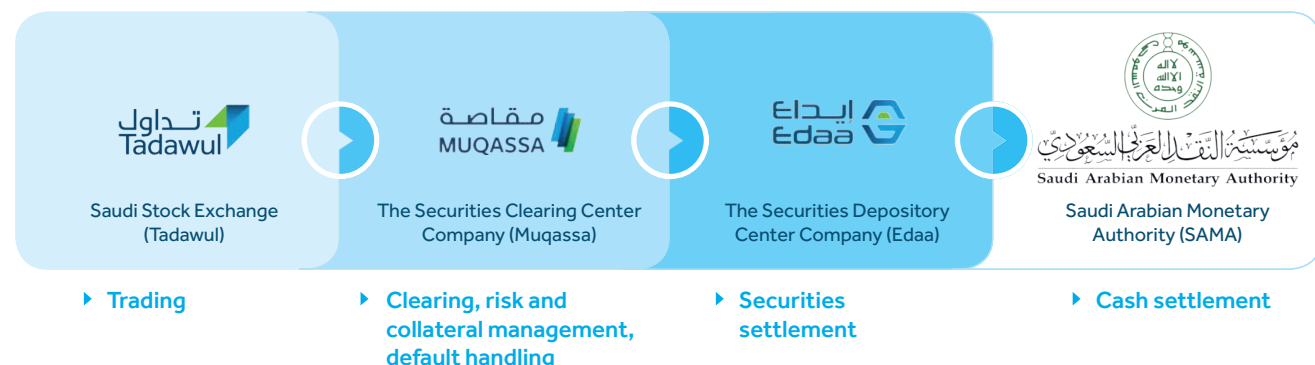 تداول
Tadawul
مقاصة
MUQASSA
إيداع
Edaa
مؤسسة النقد العربي السعودي
Saudi Arabian Monetary Authority
Saudi Stock Exchange
(Tadawul)
The Securities Clearing Center
Company (Muqassa)
The Securities Depository
Center Company (Edaa)
Saudi Arabian Monetary
Authority (SAMA)
Trading
Clearing, risk and
collateral management,
default handling
Securities
settlement
Cash settlement